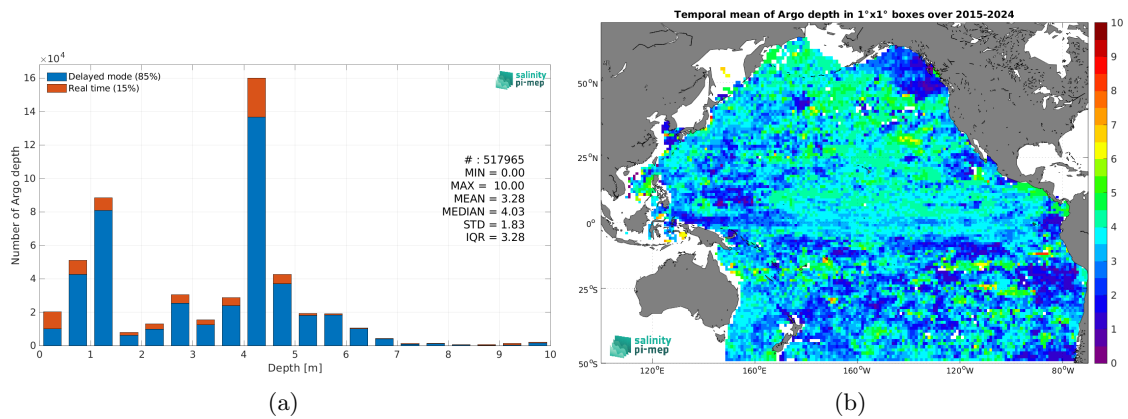 ×10⁴
16
14
12
10
8
6
4
2
0
Number of Argo depth
Delayed mode (85%)
Real time (15%)
salinity
pi-mep
# : 517965
MIN = 0.00
MAX = 10.00
MEAN = 3.28
MEDIAN = 4.03
STD = 1.83
IQR = 3.28
0 1 2 3 4 5 6 7 8 9 10
Depth [m]
(a)
Temporal mean of Argo depth in 1°x1° boxes over 2015-2024
50°N
25°N
0°
25°S
50°S
120°E
160°E
160°W
120°W
80°W
salinity
pi-mep
10
9
8
7
6
5
4
3
2
1
0
(b)